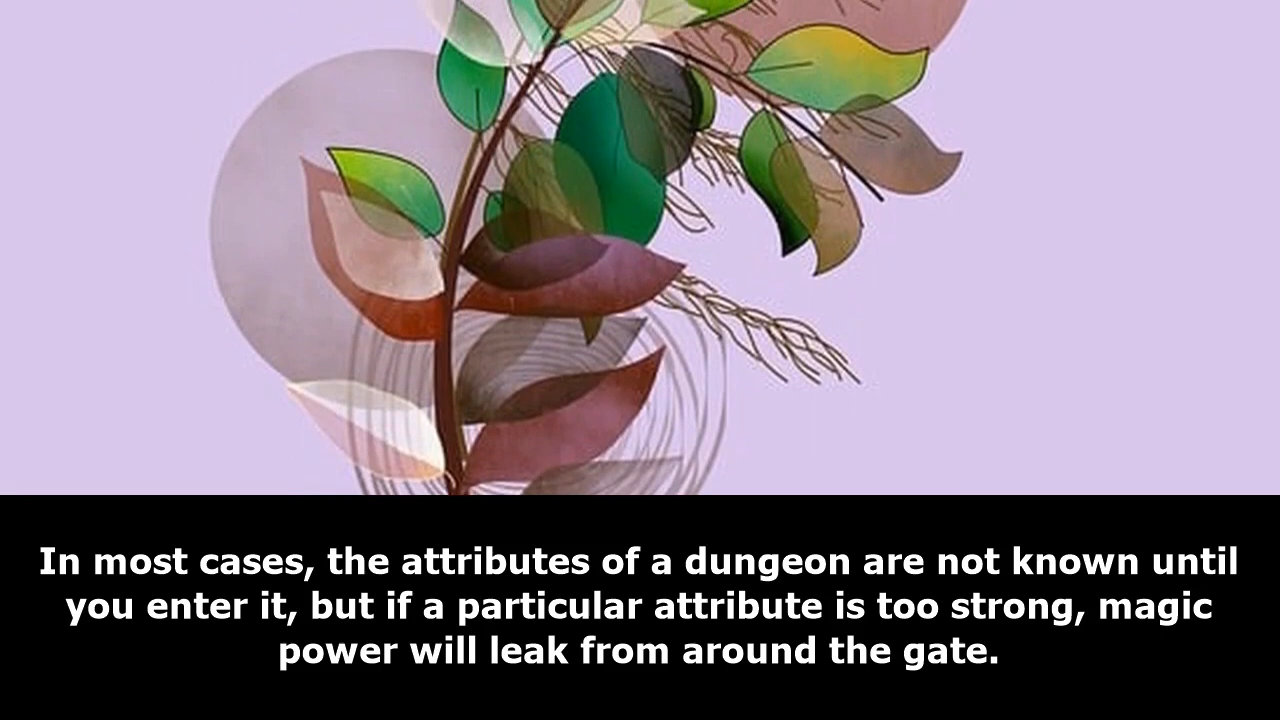 In most cases, the attributes of a dungeon are not known until
you enter it, but if a particular attribute is too strong, magic
power will leak from around the gate.